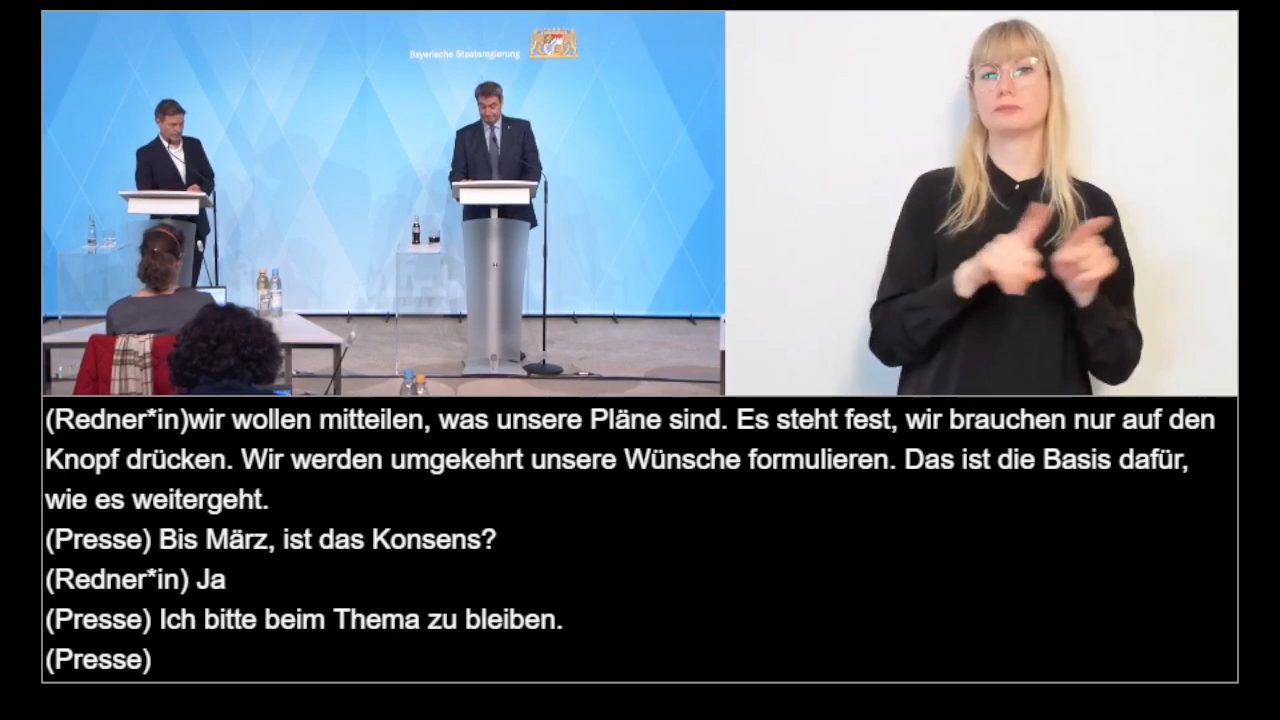 Bayerische Staatsregierung
(Redner*in)wir wollen mitteilen, was unsere Pläne sind. Es steht fest, wir brauchen nur auf den
Knopf drücken. Wir werden umgekehrt unsere Wünsche formulieren. Das ist die Basis dafür,
wie es weitergeht.
(Presse) Bis März, ist das Konsens?
(Redner*in) Ja
(Presse) Ich bitte beim Thema zu bleiben.
(Presse)